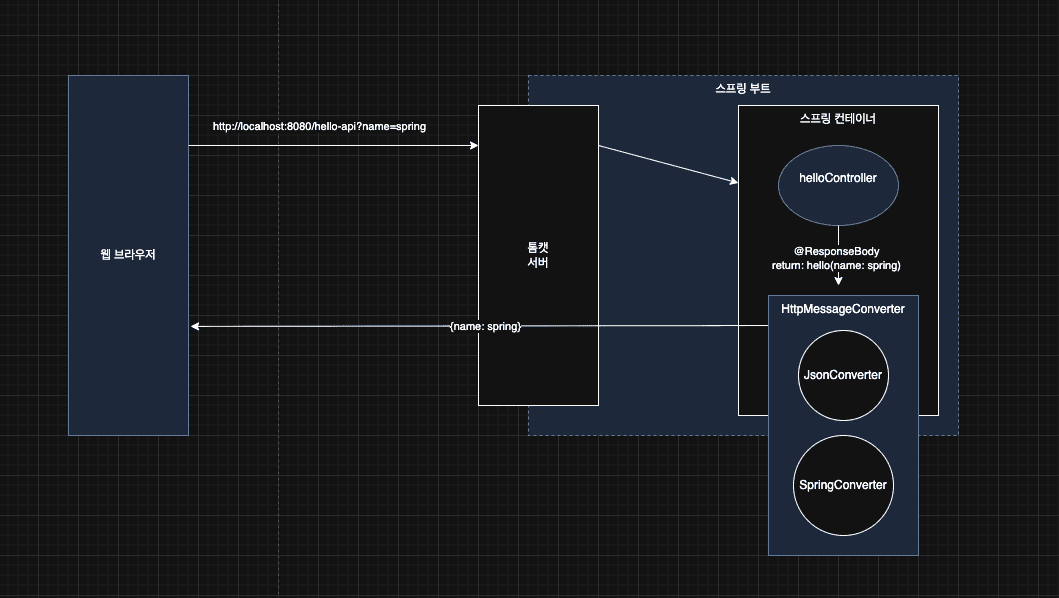 스프링 부트
스프링 컨테이너
http://localhost:8080/hello-api?name=spring
helloController
웹 브라우저
톰캣
서버
@ResponseBody
return: hello(name: spring)
HttpMessageConverter
{name: spring}
JsonConverter
SpringConverter